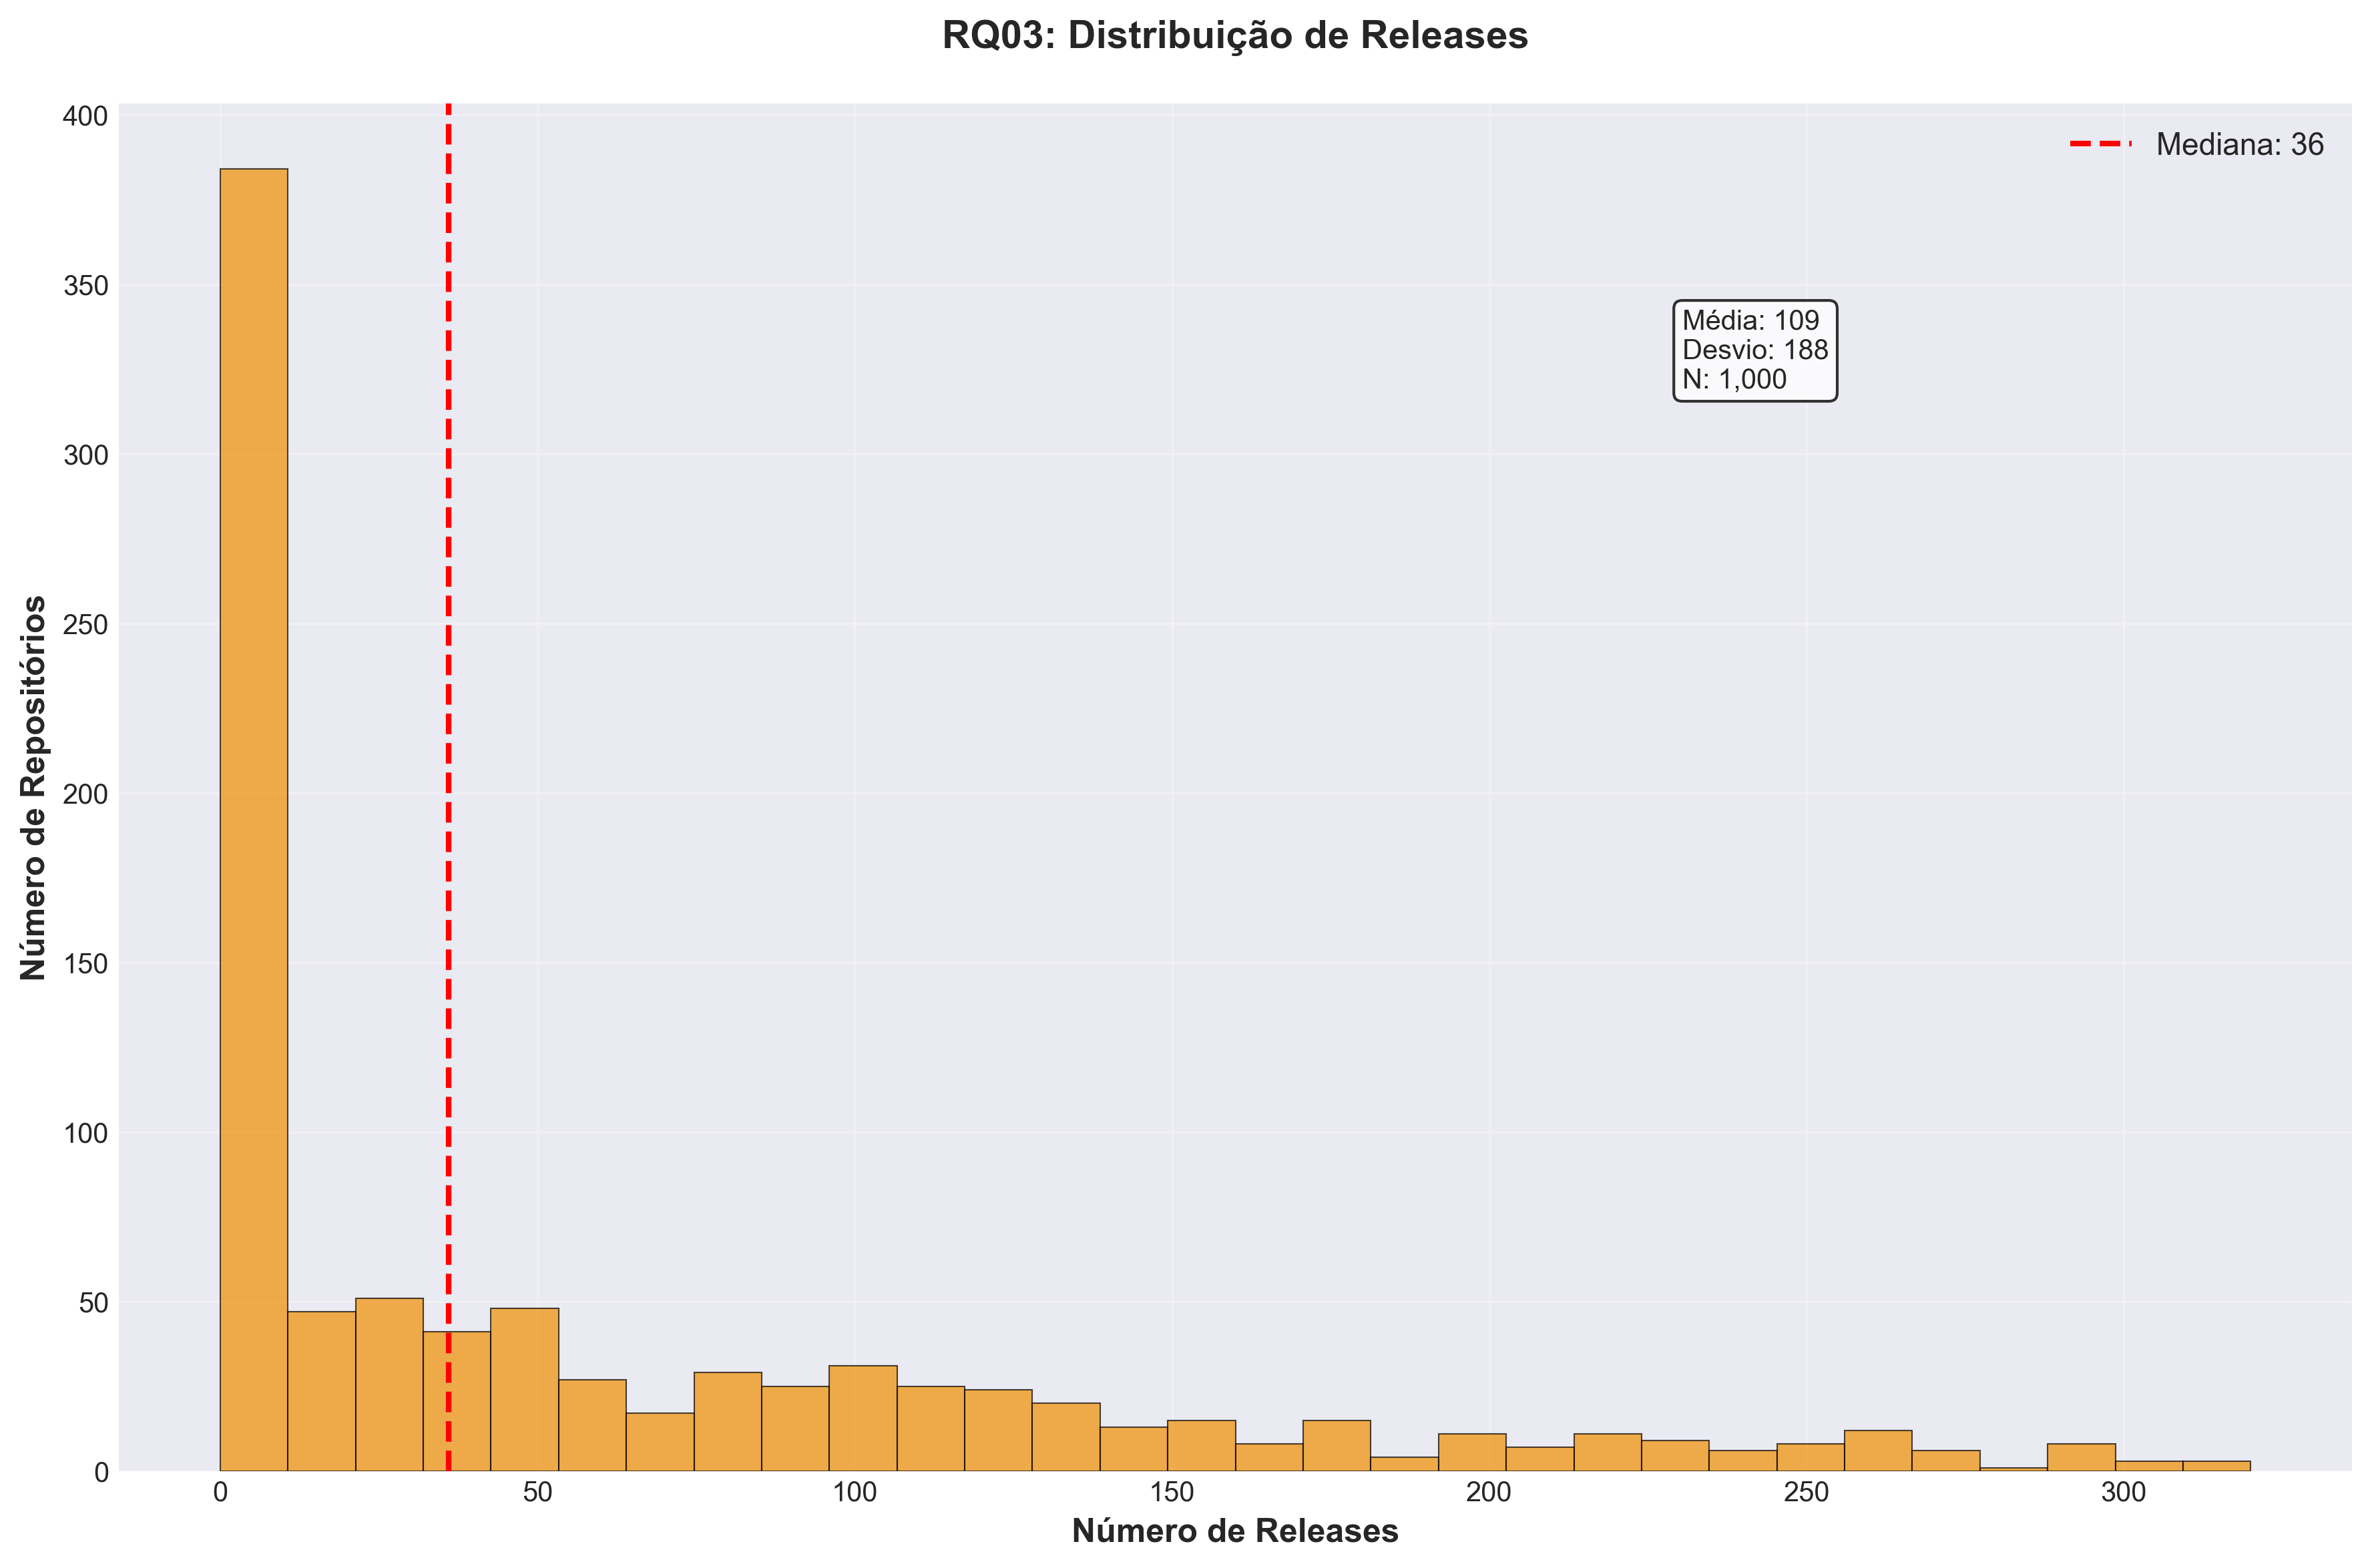 RQ03: Distribuição de Releases
Mediana: 36
Média: 109
Desvio: 188
N: 1,000
Número de Repositórios
400
350
300
250
200
150
100
50
0
0 50 100 150 200 250 300
Número de Releases